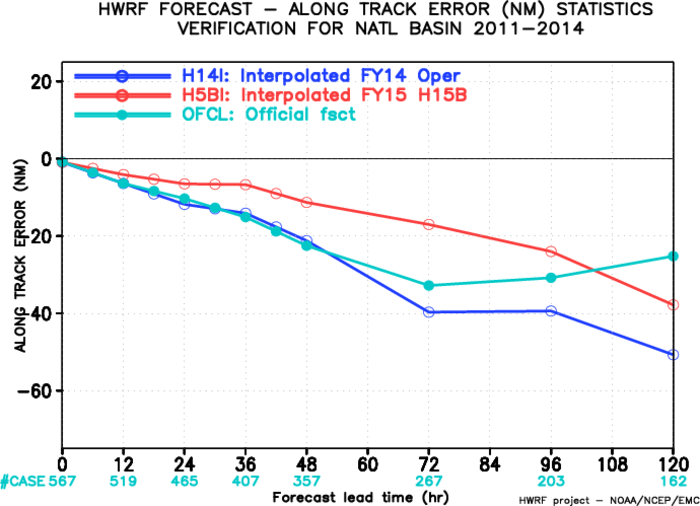 HWRF FORECAST – ALONG TRACK ERROR (NM) STATISTICS
VERIFICATION FOR NATL BASIN 2011–2014
H14I: Interpolated FY14 Oper
H5BI: Interpolated FY15 H15B
OFCL: Official fsct
ALONG TRACK ERROR (NM)
20
0
20
–40
–60
0 12 24 36 48 60 72 84 96 108 120
#CASE 567 519 465 407 357 267 203 162
Forecast lead time (hr)
HWRF project – NOAA/NCEP/EMC